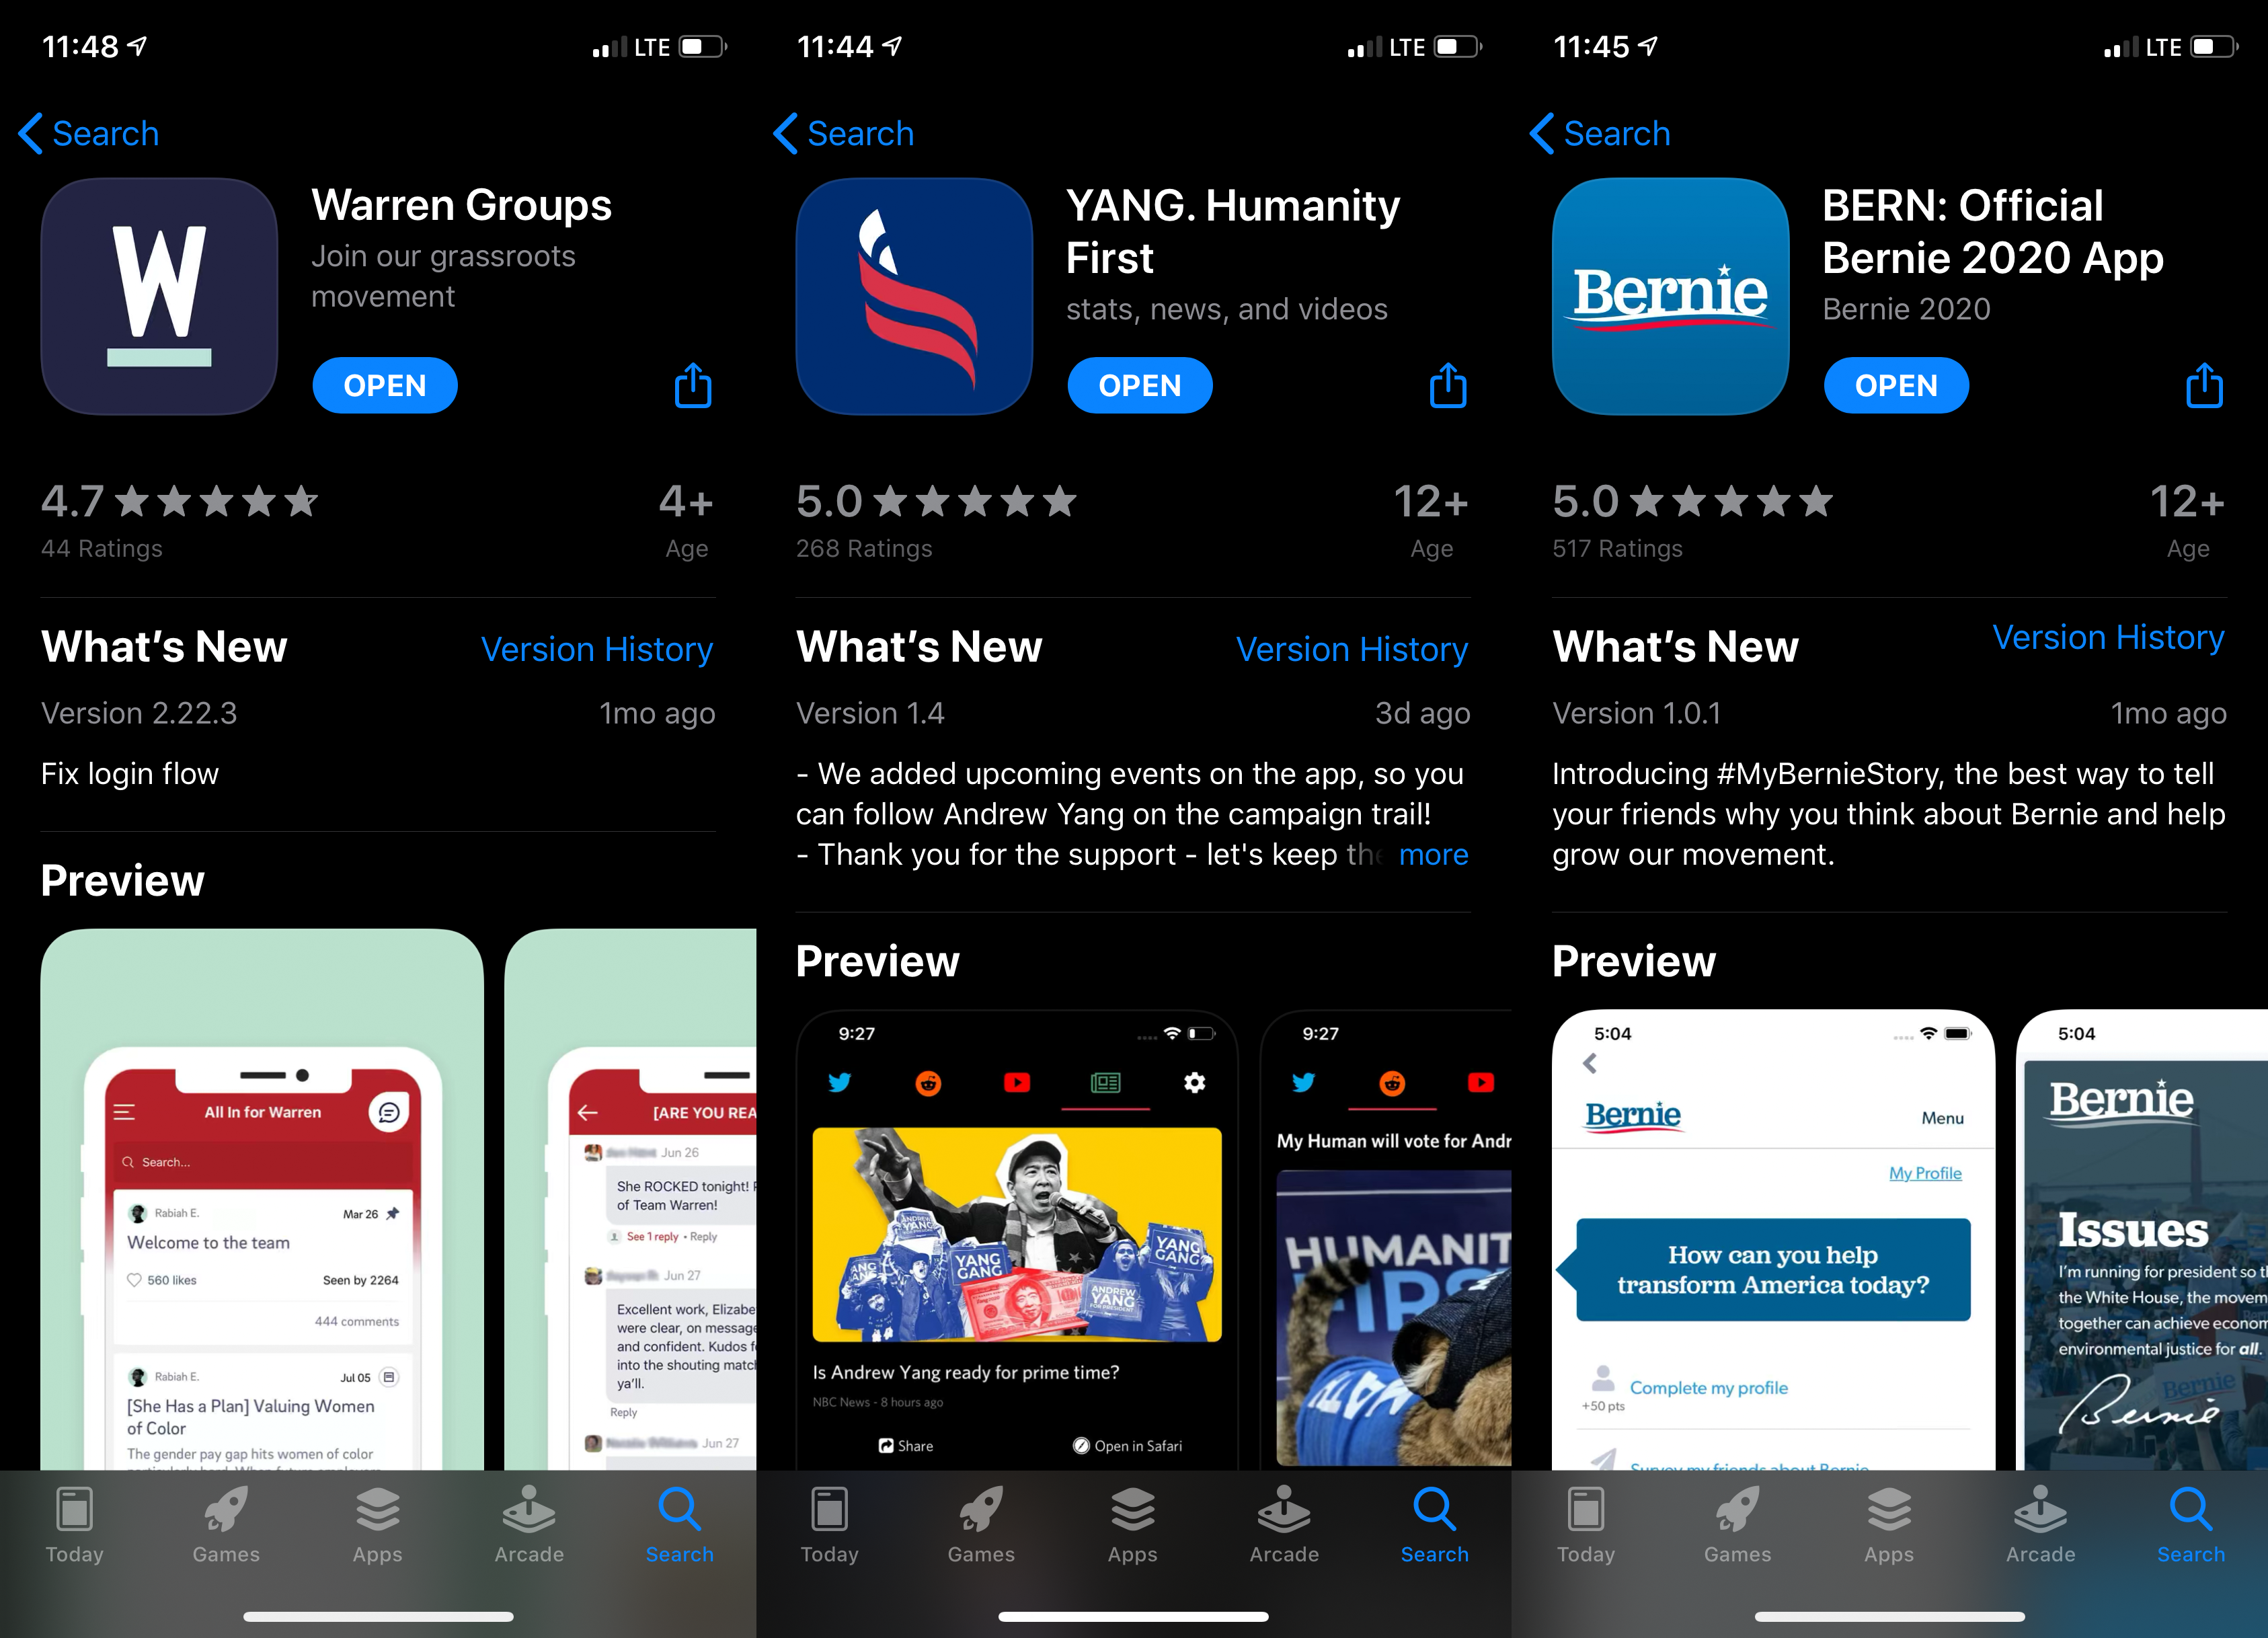 11:48
LTE
Search
W
Warren Groups
Join our grassroots
movement
OPEN
4.7
4+
44 Ratings
Age
What's New
Version History
Version 2.22.3
1mo ago
Fix login flow
Preview
All In for Warren
Search...
Rabiah E.
Mar 26
Welcome to the team
560 likes
Seen by 2264
444 comments
Rabiah E.
Jul 05
[She Has a Plan] Valuing Women
of Color
The gender pay gap hits women of color
[ARE YOU REA
Jun 26
She ROCKED tonight!
of Team Warren!
See 1 reply • Reply
Jun 27
Excellent work, Elizabe
were clear, on message
and confident. Kudos f
into the shouting matc
ya'll.
Reply
Jun 27
Today
Games
Apps
Arcade
Search
11:44
LTE
Search
YANG. Humanity
First
stats, news, and videos
OPEN
5.0
12+
268 Ratings
Age
What's New
Version History
Version 1.4
3d ago
- We added upcoming events on the app, so you
can follow Andrew Yang on the campaign trail!
- Thank you for the support - let's keep the
more
Preview
9:27
ANDREW
YANG
YANG
GANG
YANG
GANG
ANDREW
YANG
FOR PRESIDENT
Is Andrew Yang ready for prime time?
NBC News - 8 hours ago
Share
Open in Safari
9:27
My Human will vote for Andr
HUMANIT
FIRS
MATH
Today
Games
Apps
Arcade
Search
11:45
LTE
Search
Bernie
BERN: Official
Bernie 2020 App
Bernie 2020
OPEN
5.0
12+
517 Ratings
Age
What's New
Version History
Version 1.0.1
1mo ago
Introducing #MyBernieStory, the best way to tell
your friends why you think about Bernie and help
grow our movement.
Preview
5:04
Bernie
Menu
My Profile
How can you help
transform America today?
Complete my profile
+50 pts
Survey my friends about Bernie
5:04
Bernie
Issues
I'm running for president so th
the White House, the movem
together can achieve econom
environmental justice for all.
Bernie
Bernie
Today
Games
Apps
Arcade
Search